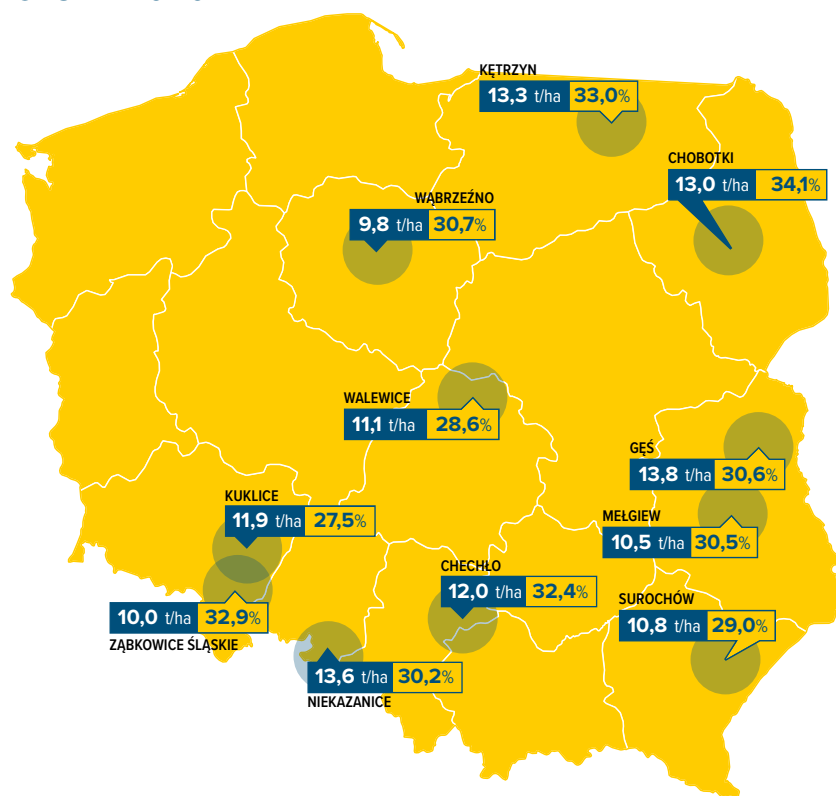 KĘTRZYN
13,3 t/ha 33,0%
CHOBOTKI
13,0 t/ha 34,1%
WĄBRZEŹNO
9,8 t/ha 30,7%
WALEWICE
11,1 t/ha 28,6%
GĘŚ
13,8 t/ha 30,6%
KUKLICE
11,9 t/ha 27,5%
MEŁGIEW
10,5 t/ha 30,5%
CHECHŁO
12,0 t/ha 32,4%
SUROCHÓW
10,8 t/ha 29,0%
10,0 t/ha 32,9%
ZĄBKOWICE ŚLĄSKIE
13,6 t/ha 30,2%
NIEKAZANICE